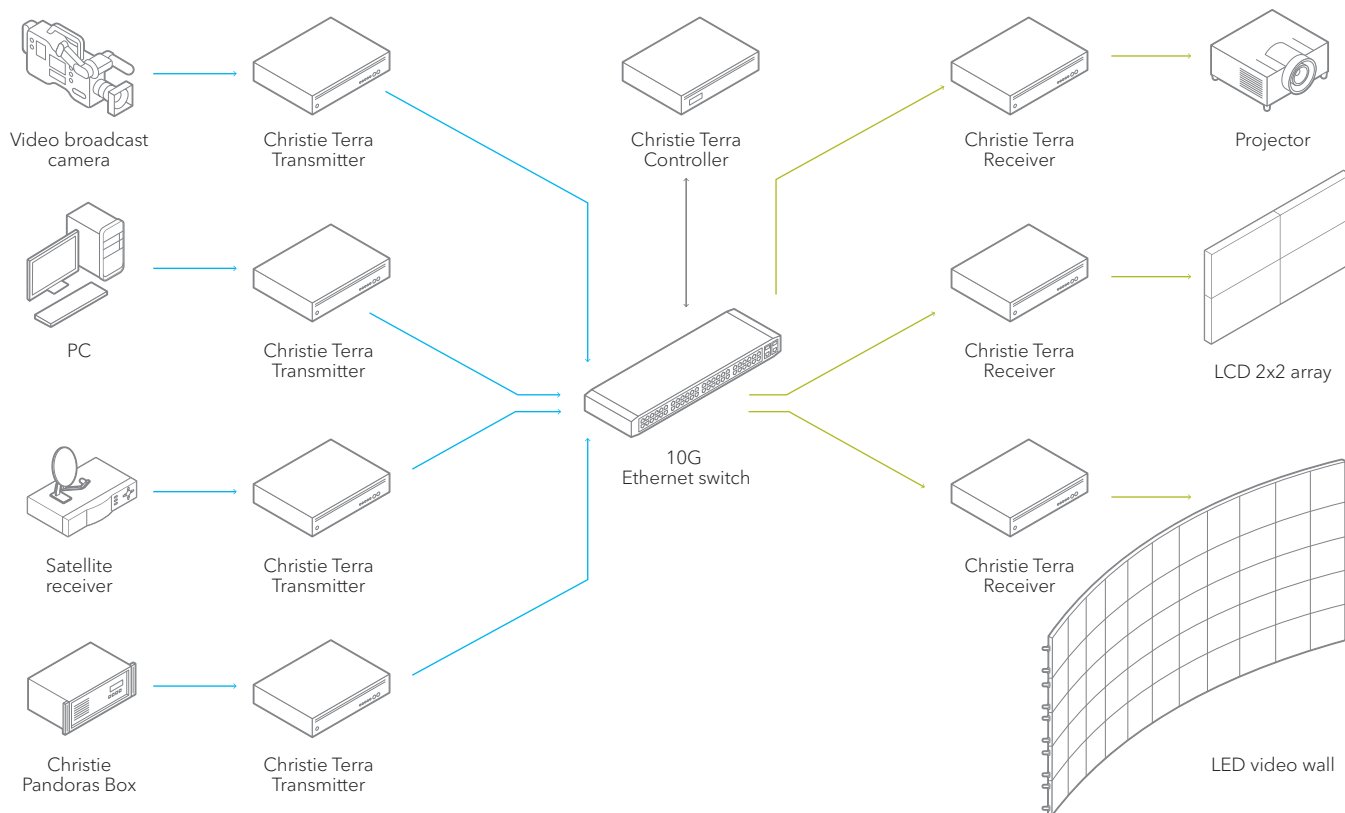 Video broadcast
camera
Christie Terra
Transmitter
Christie Terra
Controller
Christie Terra
Receiver
Projector
PC
Christie Terra
Transmitter
Christie Terra
Receiver
LCD 2x2 array
10G
Ethernet switch
Satellite
receiver
Christie Terra
Transmitter
Christie Terra
Receiver
Christie
Pandoras Box
Christie Terra
Transmitter
LED video wall